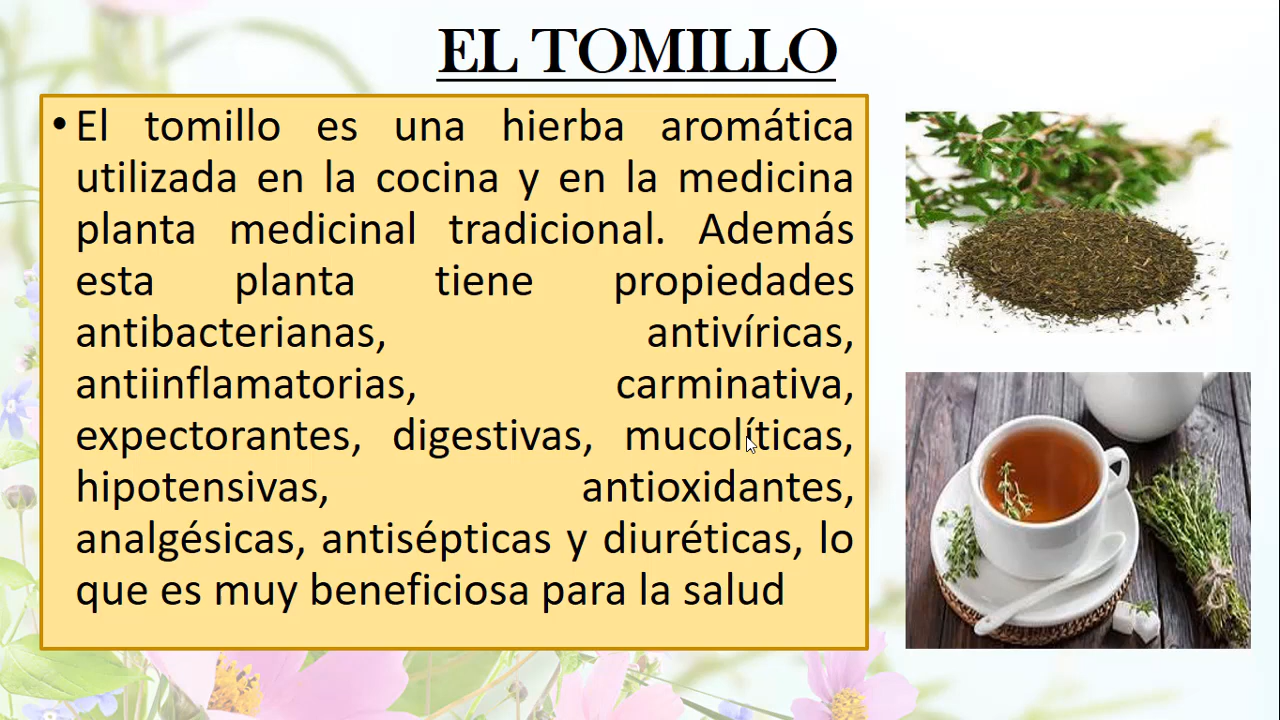 EL TOMILLO
• El tomillo es una hierba aromática
utilizada en la cocina y en la medicina
planta medicinal tradicional. Además
esta planta tiene propiedades
antibacterianas, antivíricas,
antiinflamatorias, carminativa,
expectorantes, digestivas, mucolíticas,
hipotensivas, antioxidantes,
analgésicas, antisépticas y diuréticas, lo
que es muy beneficiosa para la salud